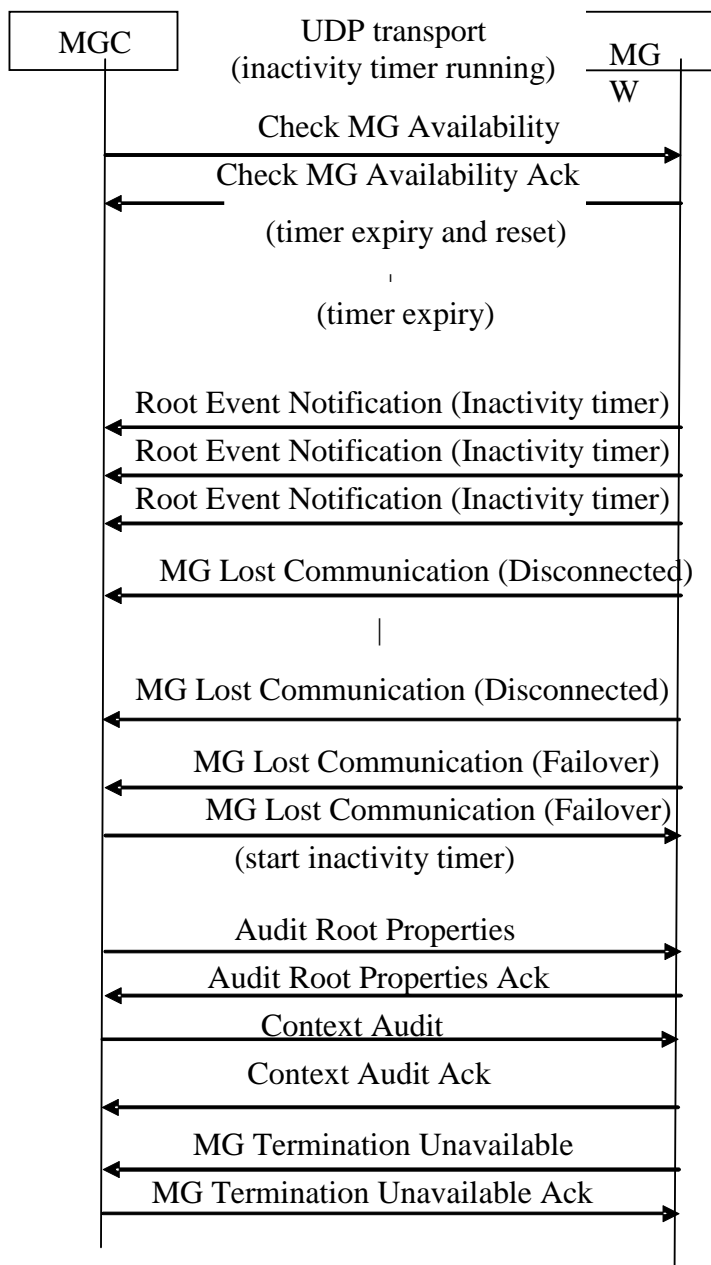 MGC
UDP transport
(inactivity timer running)
MG
W
Check MG Availability
Check MG Availability Ack
(timer expiry and reset)
(timer expiry)
Root Event Notification (Inactivity timer)
Root Event Notification (Inactivity timer)
Root Event Notification (Inactivity timer)
MG Lost Communication (Disconnected)
MG Lost Communication (Disconnected)
MG Lost Communication (Failover)
MG Lost Communication (Failover)
(start inactivity timer)
Audit Root Properties
Audit Root Properties Ack
Context Audit
Context Audit Ack
MG Termination Unavailable
MG Termination Unavailable Ack